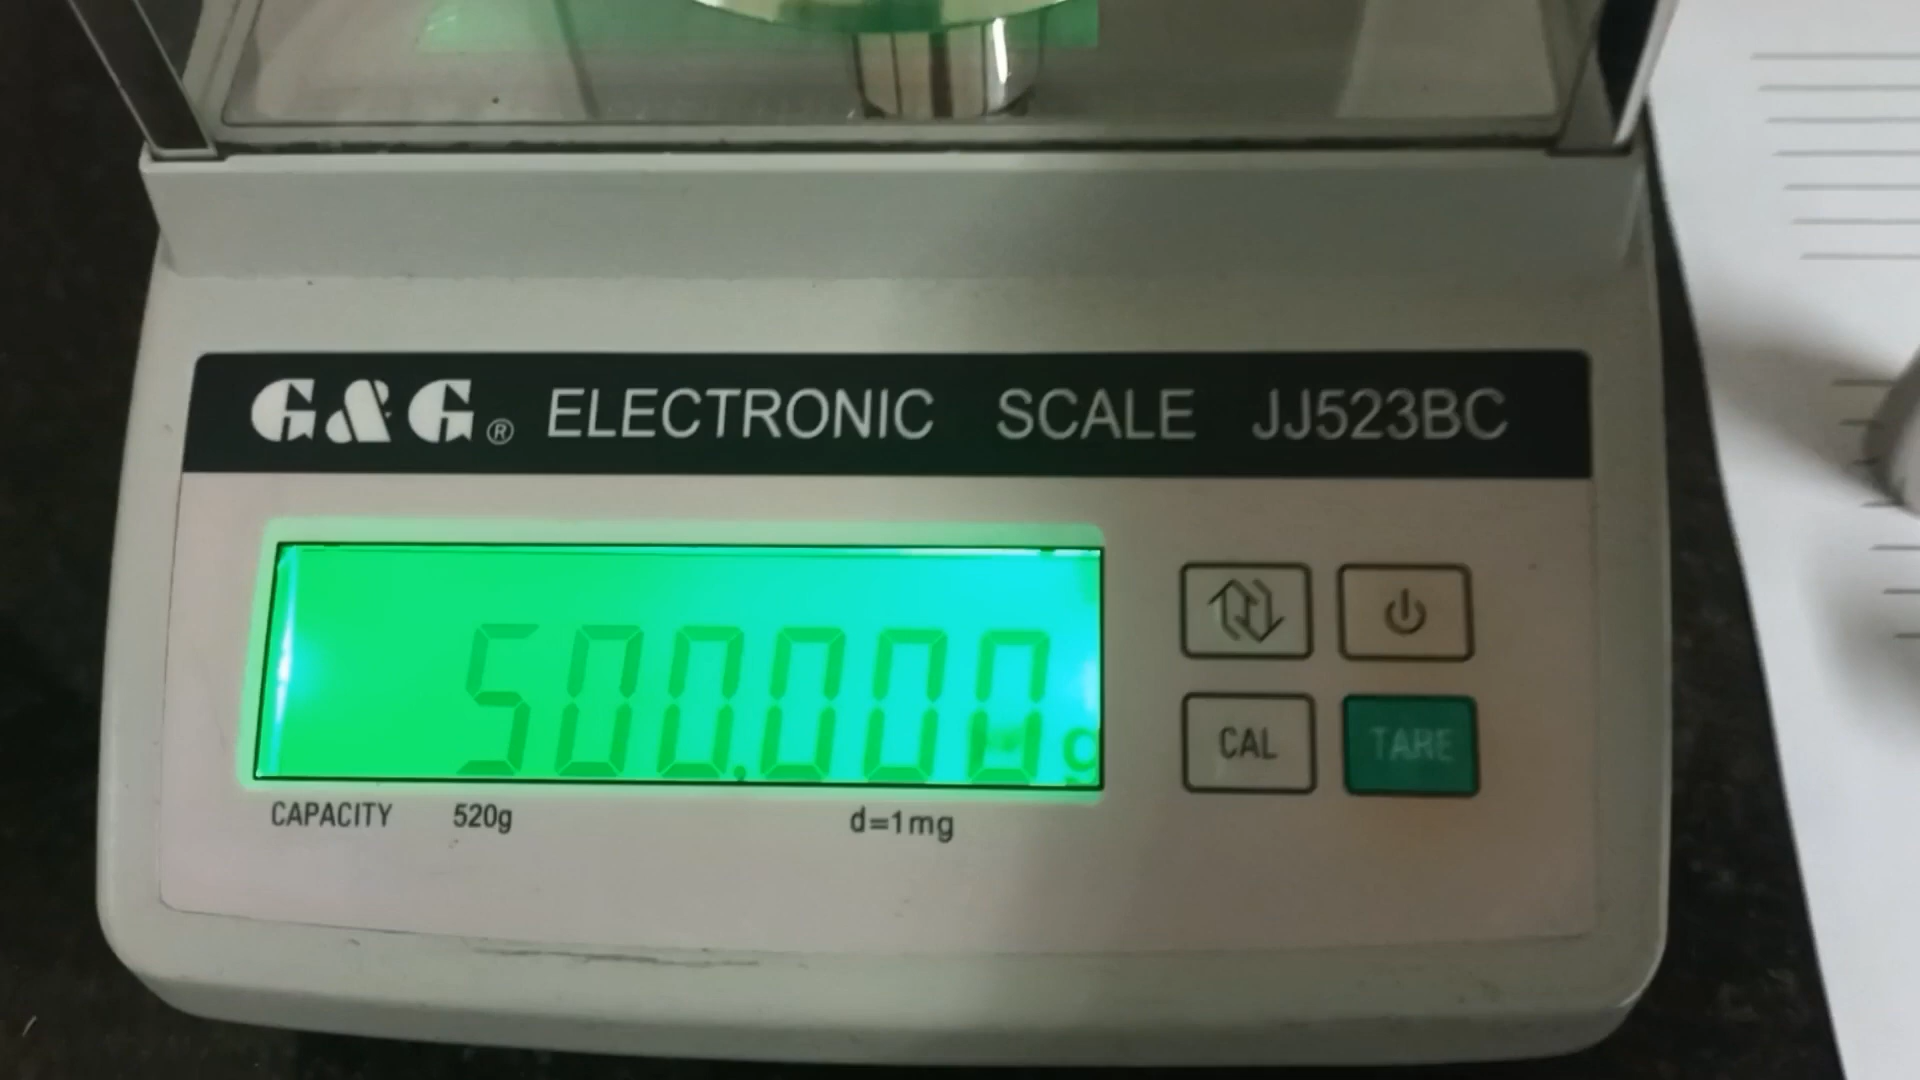 G&G® ELECTRONIC SCALE JJ523BC
500.000g
CAPACITY 520g d=1mg
CAL TARE